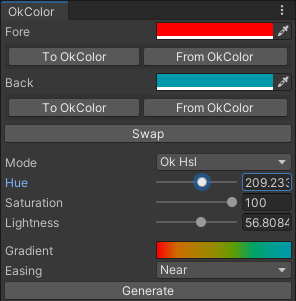 OkColor
Fore
To OkColor From OkColor
Back
To OkColor From OkColor
Swap
Mode Ok Hsl
Hue 209.233
Saturation 100
Lightness 56.8084
Gradient
Easing Near
Generate